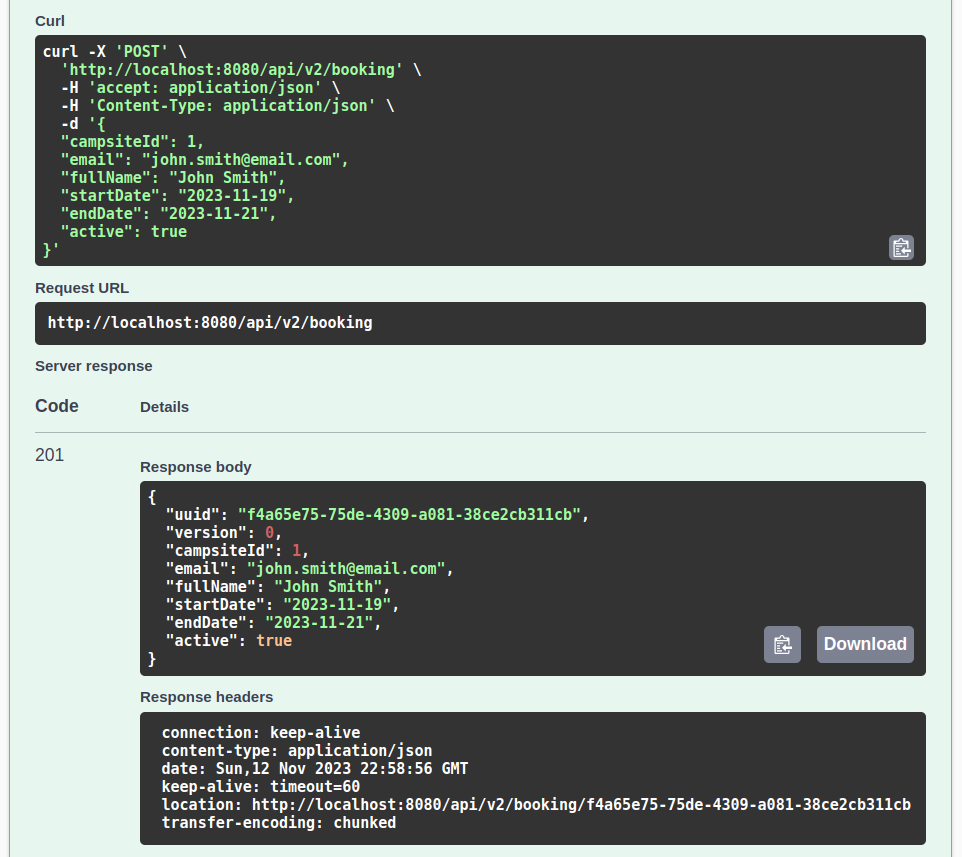 Curl
curl -X 'POST' \
  'http://localhost:8080/api/v2/booking' \
  -H 'accept: application/json' \
  -H 'Content-Type: application/json' \
  -d '{
  "campsiteId": 1,
  "email": "john.smith@email.com",
  "fullName": "John Smith",
  "startDate": "2023-11-19",
  "endDate": "2023-11-21",
  "active": true
}'
Request URL
http://localhost:8080/api/v2/booking
Server response
Code Details
201
Response body
{
  "uuid": "f4a65e75-75de-4309-a081-38ce2cb311cb",
  "version": 0,
  "campsiteId": 1,
  "email": "john.smith@email.com",
  "fullName": "John Smith",
  "startDate": "2023-11-19",
  "endDate": "2023-11-21",
  "active": true
}
Download
Response headers
connection: keep-alive
content-type: application/json
date: Sun,12 Nov 2023 22:58:56 GMT
keep-alive: timeout=60
location: http://localhost:8080/api/v2/booking/f4a65e75-75de-4309-a081-38ce2cb311cb
transfer-encoding: chunked